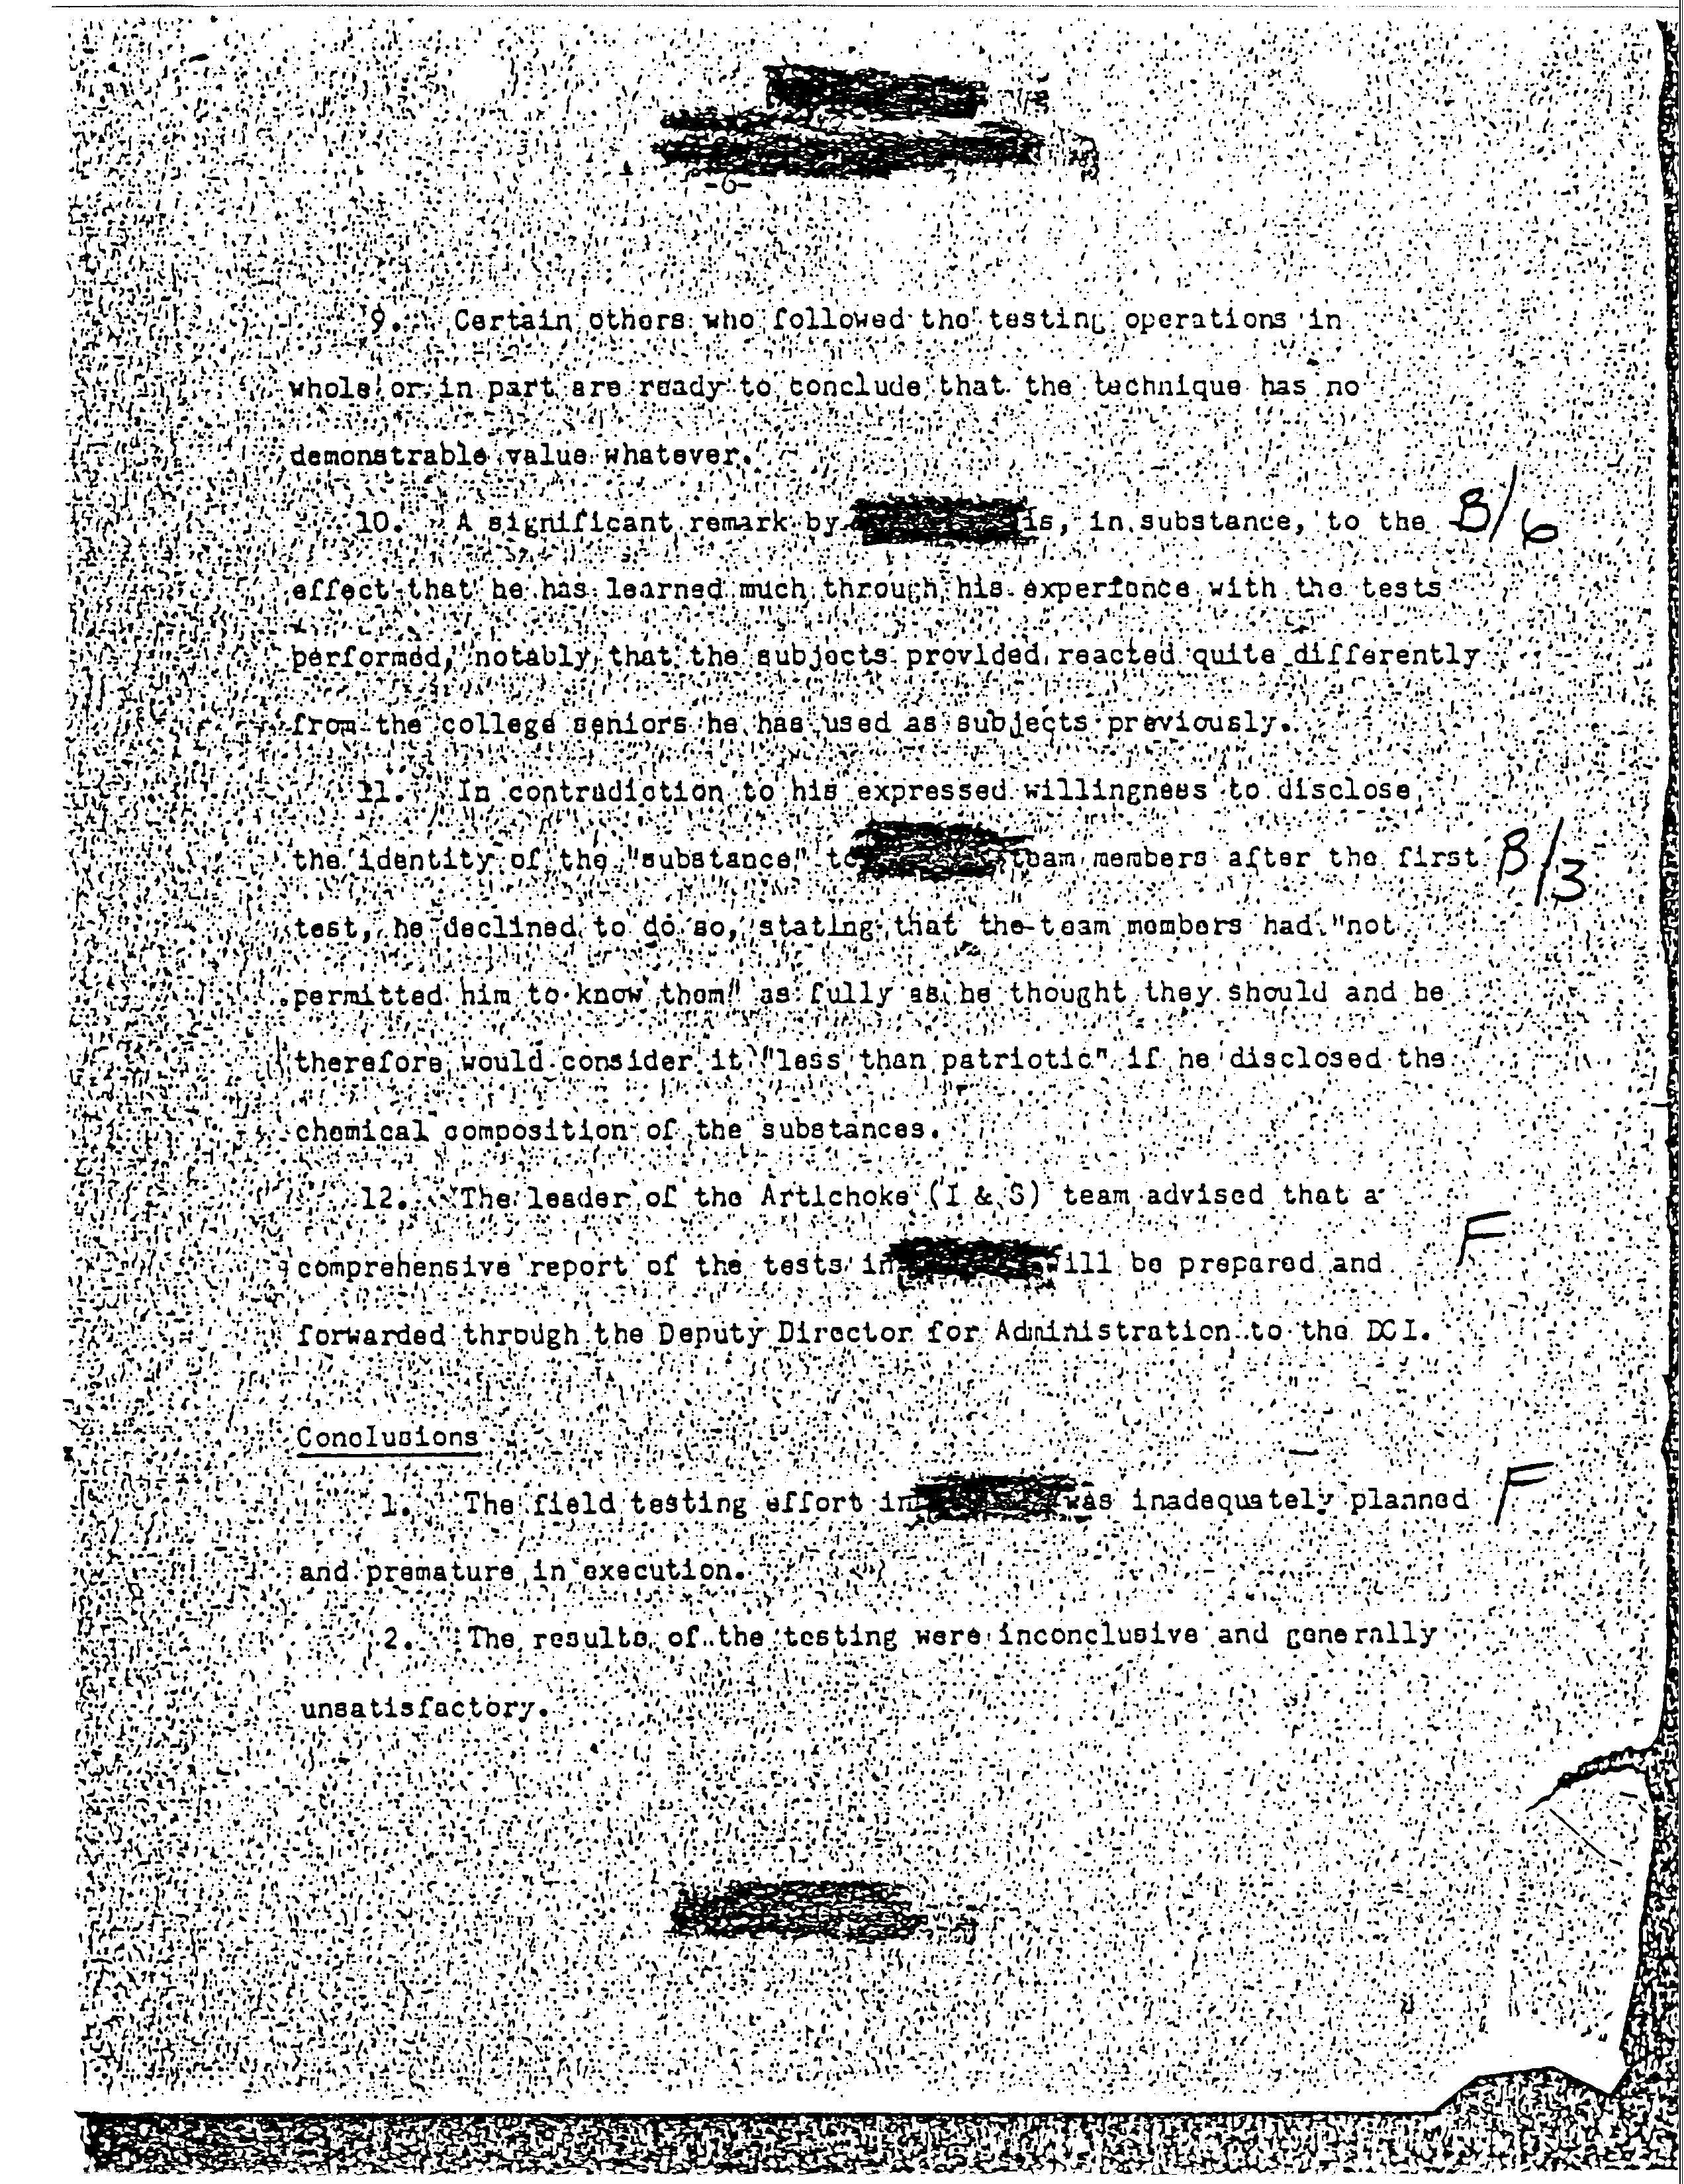 -6-
9. Certain others who followed the testing operations in
whole or in part are ready to conclude that the technique has no
demonstrable value whatever.
10. A significant remark by is, in substance, to the B/6
effect that he has learned much through his experience with the tests
performed, notably that the subjects provided reacted quite differently
from the college seniors he has used as subjects previously.
11. In contradiction to his expressed willingness to disclose
the identity of the "substance" to team members after the first B/3
test, he declined to do so, stating that the team members had "not
permitted him to know them" as fully as he thought they should and he
therefore would consider it "less than patriotic" if he disclosed the
chemical composition of the substances.
12. The leader of the Artichoke (I & S) team advised that a
comprehensive report of the tests in will be prepared and F
forwarded through the Deputy Director for Administration to the DCI.
Conclusions
1. The field testing effort in was inadequately planned F
and premature in execution.
2. The results of the testing were inconclusive and generally
unsatisfactory.